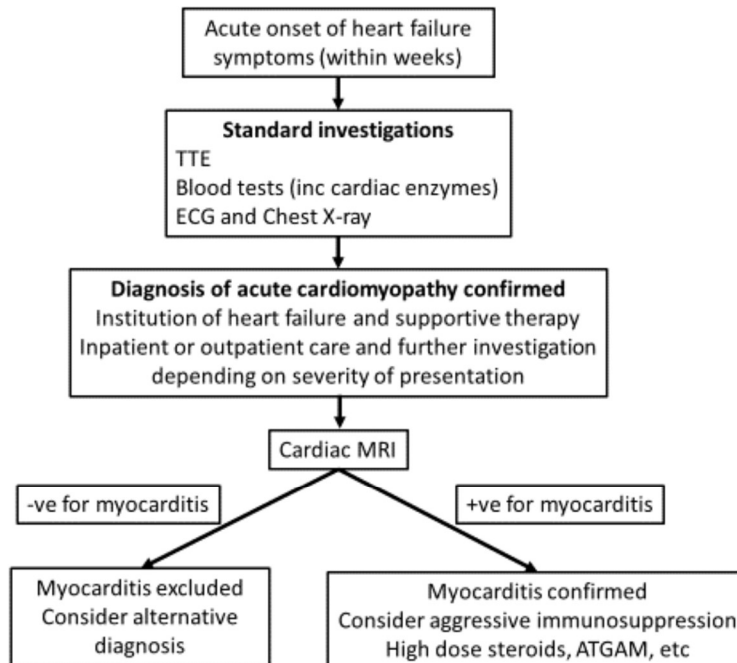 Acute onset of heart failure
symptoms (within weeks)
Standard investigations
TTE
Blood tests (inc cardiac enzymes)
ECG and Chest X-ray
Diagnosis of acute cardiomyopathy confirmed
Institution of heart failure and supportive therapy
Inpatient or outpatient care and further investigation
depending on severity of presentation
Cardiac MRI
-ve for myocarditis
+ve for myocarditis
Myocarditis excluded
Consider alternative
diagnosis
Myocarditis confirmed
Consider aggressive immunosuppression
High dose steroids, ATGAM, etc